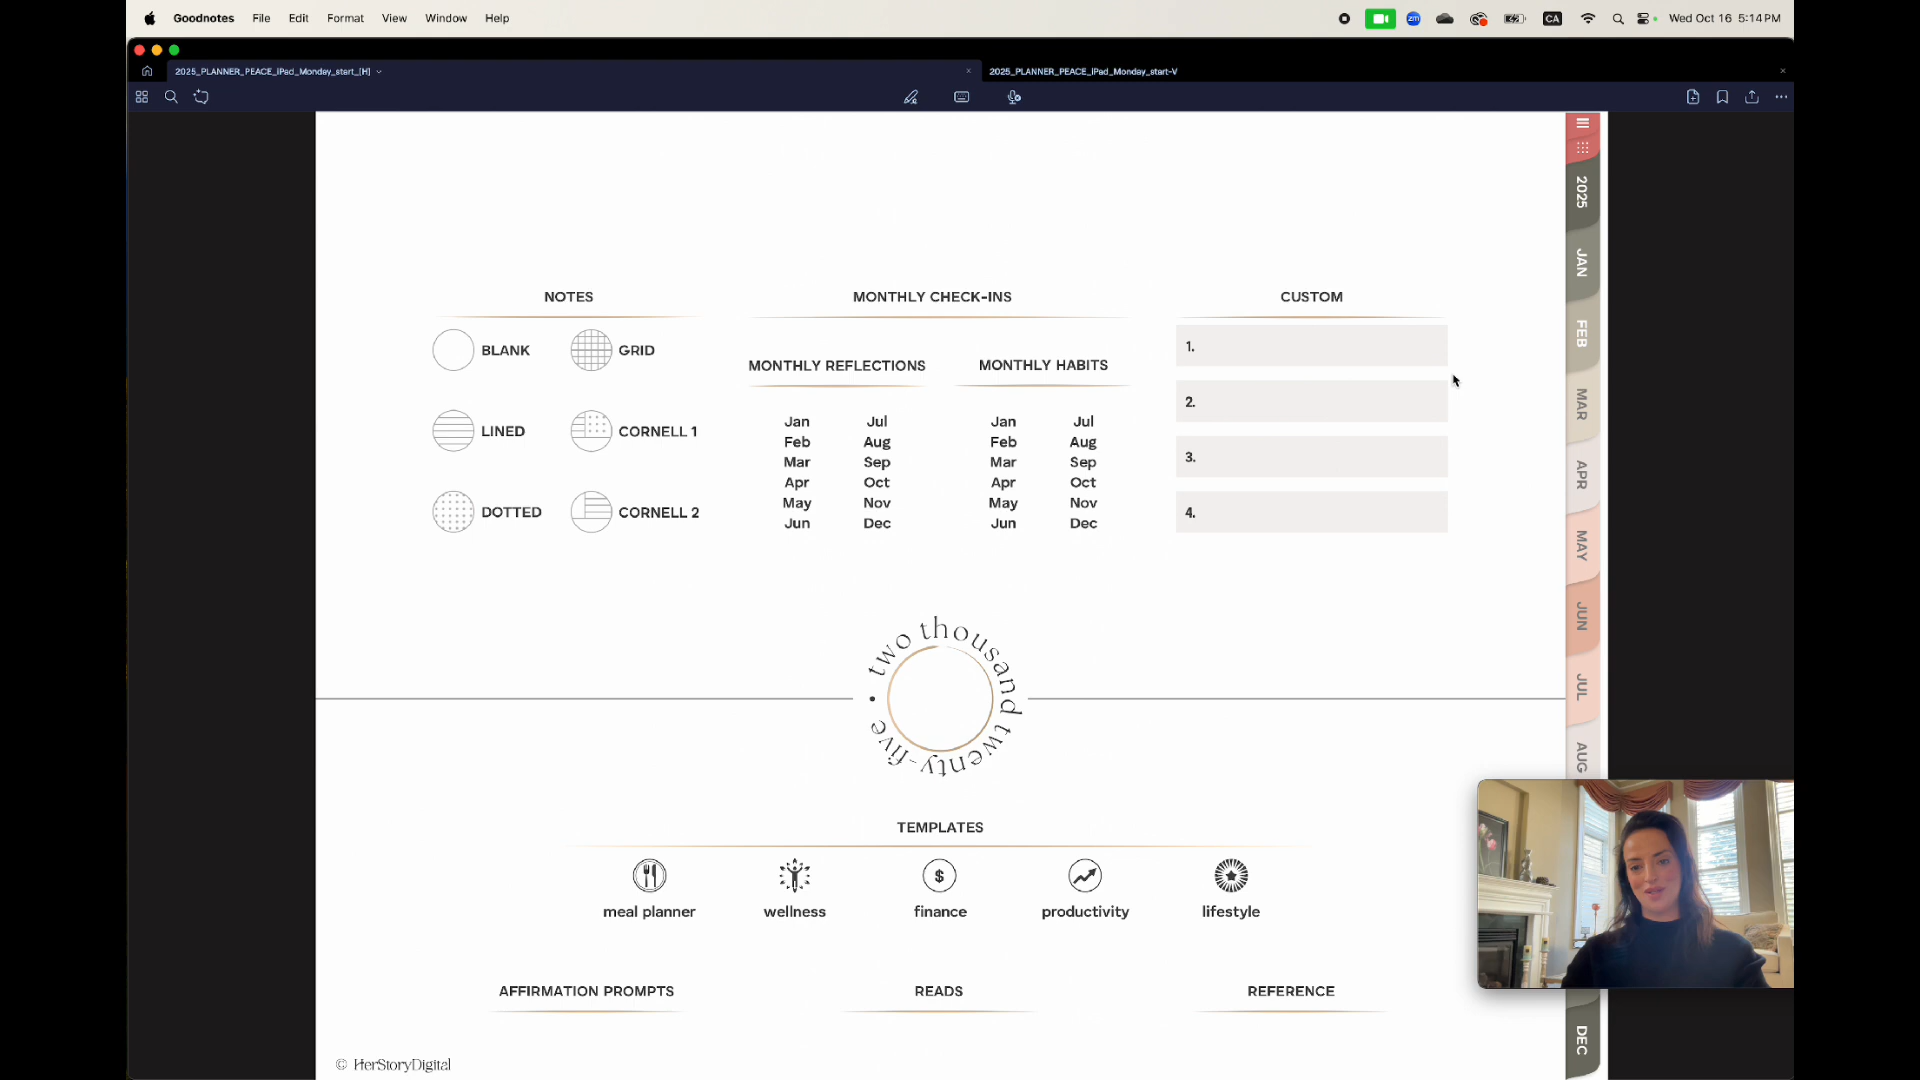 Goodnotes File Edit Format View Window Help
zm CA Wed Oct 16 5:14 PM
2025_PLANNER_PEACE_iPad_Monday_start_[H]
2025_PLANNER_PEACE_iPad_Monday_start-V
NOTES
BLANK GRID
LINED CORNELL 1
DOTTED CORNELL 2
MONTHLY CHECK-INS
MONTHLY REFLECTIONS MONTHLY HABITS
Jan Jul Jan Jul
Feb Aug Feb Aug
Mar Sep Mar Sep
Apr Oct Apr Oct
May Nov May Nov
Jun Dec Jun Dec
CUSTOM
1.
2.
3.
4.
2025
JAN
FEB
MAR
APR
MAY
JUN
JUL
AUG
DEC
two thousand twenty-five •
TEMPLATES
$
meal planner wellness finance productivity lifestyle
AFFIRMATION PROMPTS READS REFERENCE
© HerStoryDigital